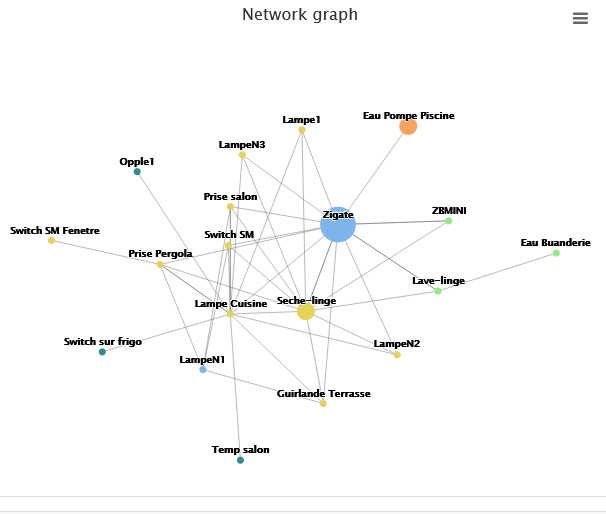 Network graph
Lampe1
Eau Pompe Piscine
LampeN3
Opple1
Prise salon
Zigate
ZBMINI
Switch SM Fenetre
Switch SM
Eau Buanderie
Prise Pergola
Lave-linge
Lampe Cuisine
Seche-linge
Switch sur frigo
LampeN2
LampeN1
Guirlande Terrasse
Temp salon